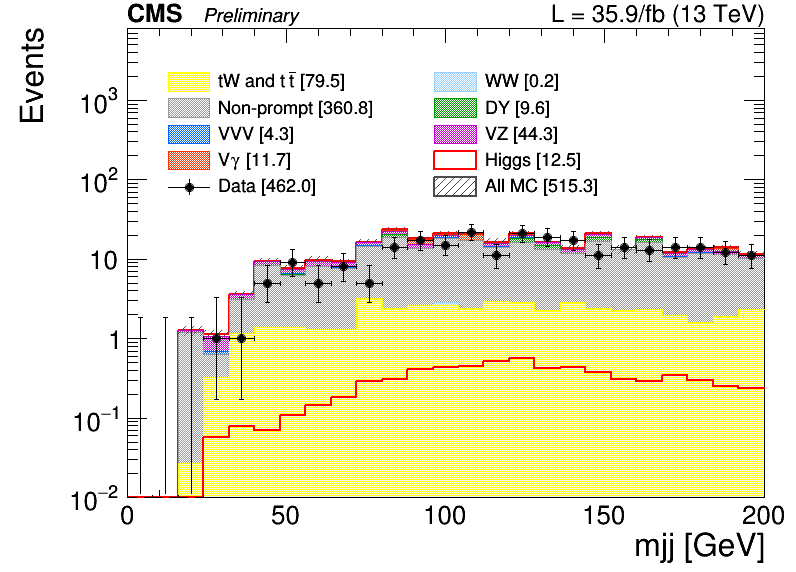 CMS Preliminary L = 35.9/fb (13 TeV)
Events
tW and t t̄ [79.5] WW [0.2]
Non-prompt [360.8] DY [9.6]
VVV [4.3] VZ [44.3]
Vγ [11.7] Higgs [12.5]
Data [462.0] All MC [515.3]
10³
10²
10
1
10⁻¹
10⁻²
0 50 100 150 200
mjj [GeV]